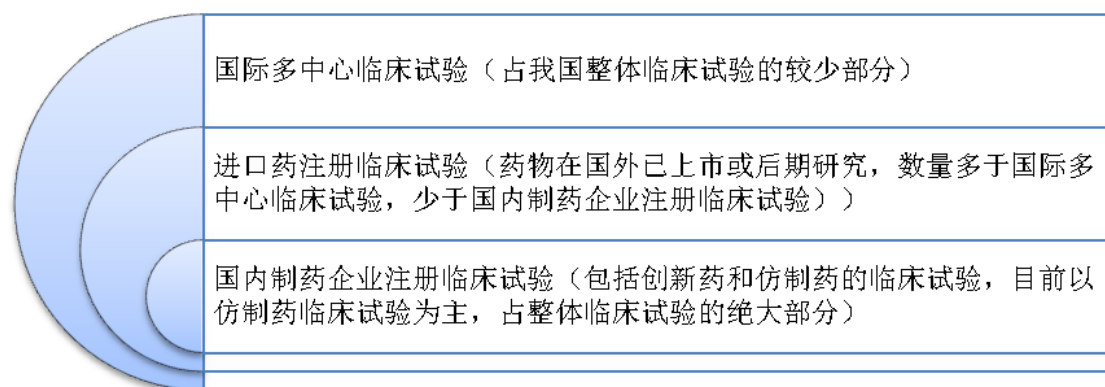 国际多中心临床试验（占我国整体临床试验的较少部分）
进口药注册临床试验（药物在国外已上市或后期研究，数量多于国际多
中心临床试验，少于国内制药企业注册临床试验））
国内制药企业注册临床试验（包括创新药和仿制药的临床试验，目前以
仿制药临床试验为主，占整体临床试验的绝大部分）